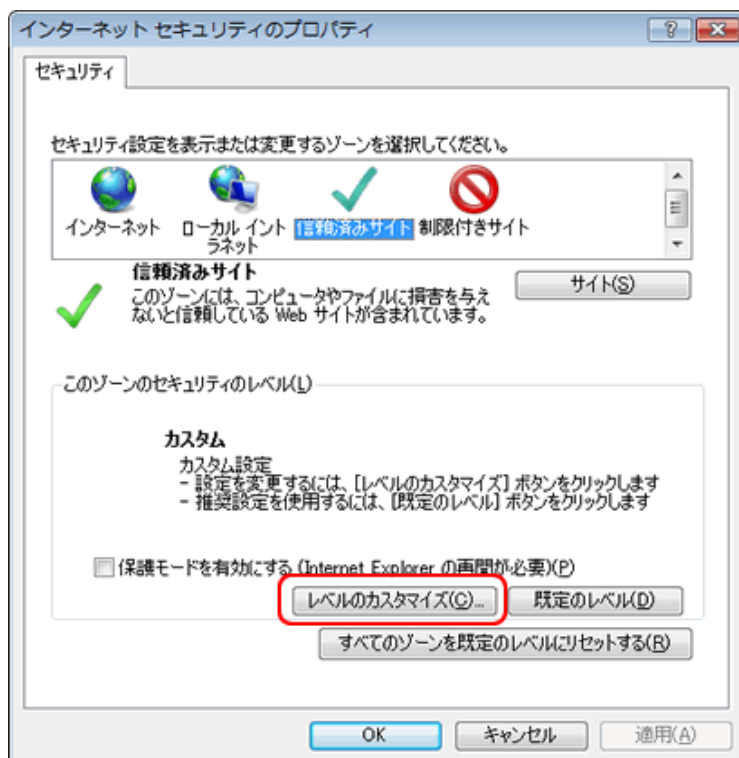 インターネット セキュリティのプロパティ
セキュリティ
セキュリティ設定を表示または変更するゾーンを選択してください。
インターネット
ローカル イント
ラネット
信頼済みサイト
制限付きサイト
信頼済みサイト
このゾーンには、コンピュータやファイルに損害を与え
ないと信頼している Web サイトが含まれています。
サイト(S)
このゾーンのセキュリティのレベル(L)
カスタム
カスタム設定
- 設定を変更するには、[レベルのカスタマイズ] ボタンをクリックします
- 推奨設定を使用するには、[既定のレベル] ボタンをクリックします
保護モードを有効にする (Internet Explorer の再開が必要)(P)
レベルのカスタマイズ(C)...
既定のレベル(D)
すべてのゾーンを既定のレベルにリセットする(R)
OK
キャンセル
適用(A)